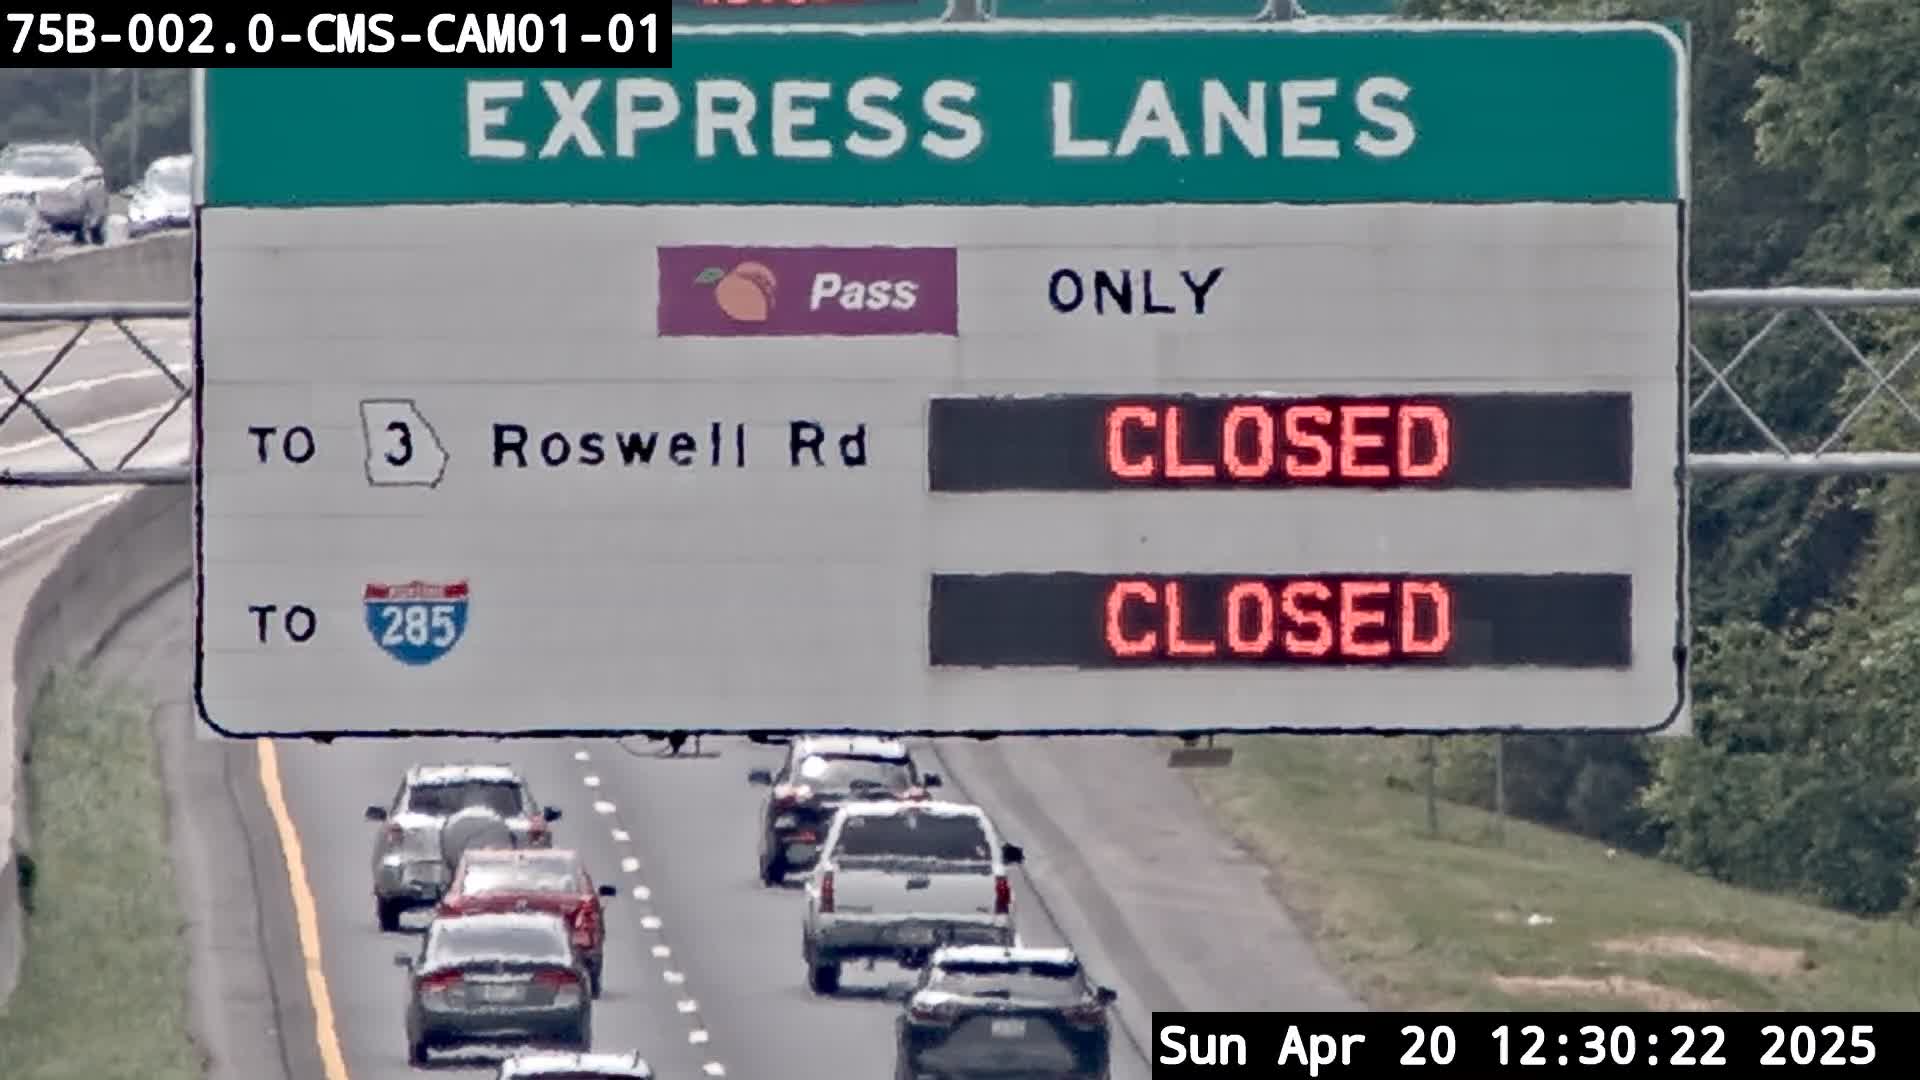 75B-002.0-CMS-CAM01-01
EXPRESS LANES
Pass ONLY
TO 3 Roswell Rd CLOSED
TO 285 CLOSED
Sun Apr 20 12:30:22 2025